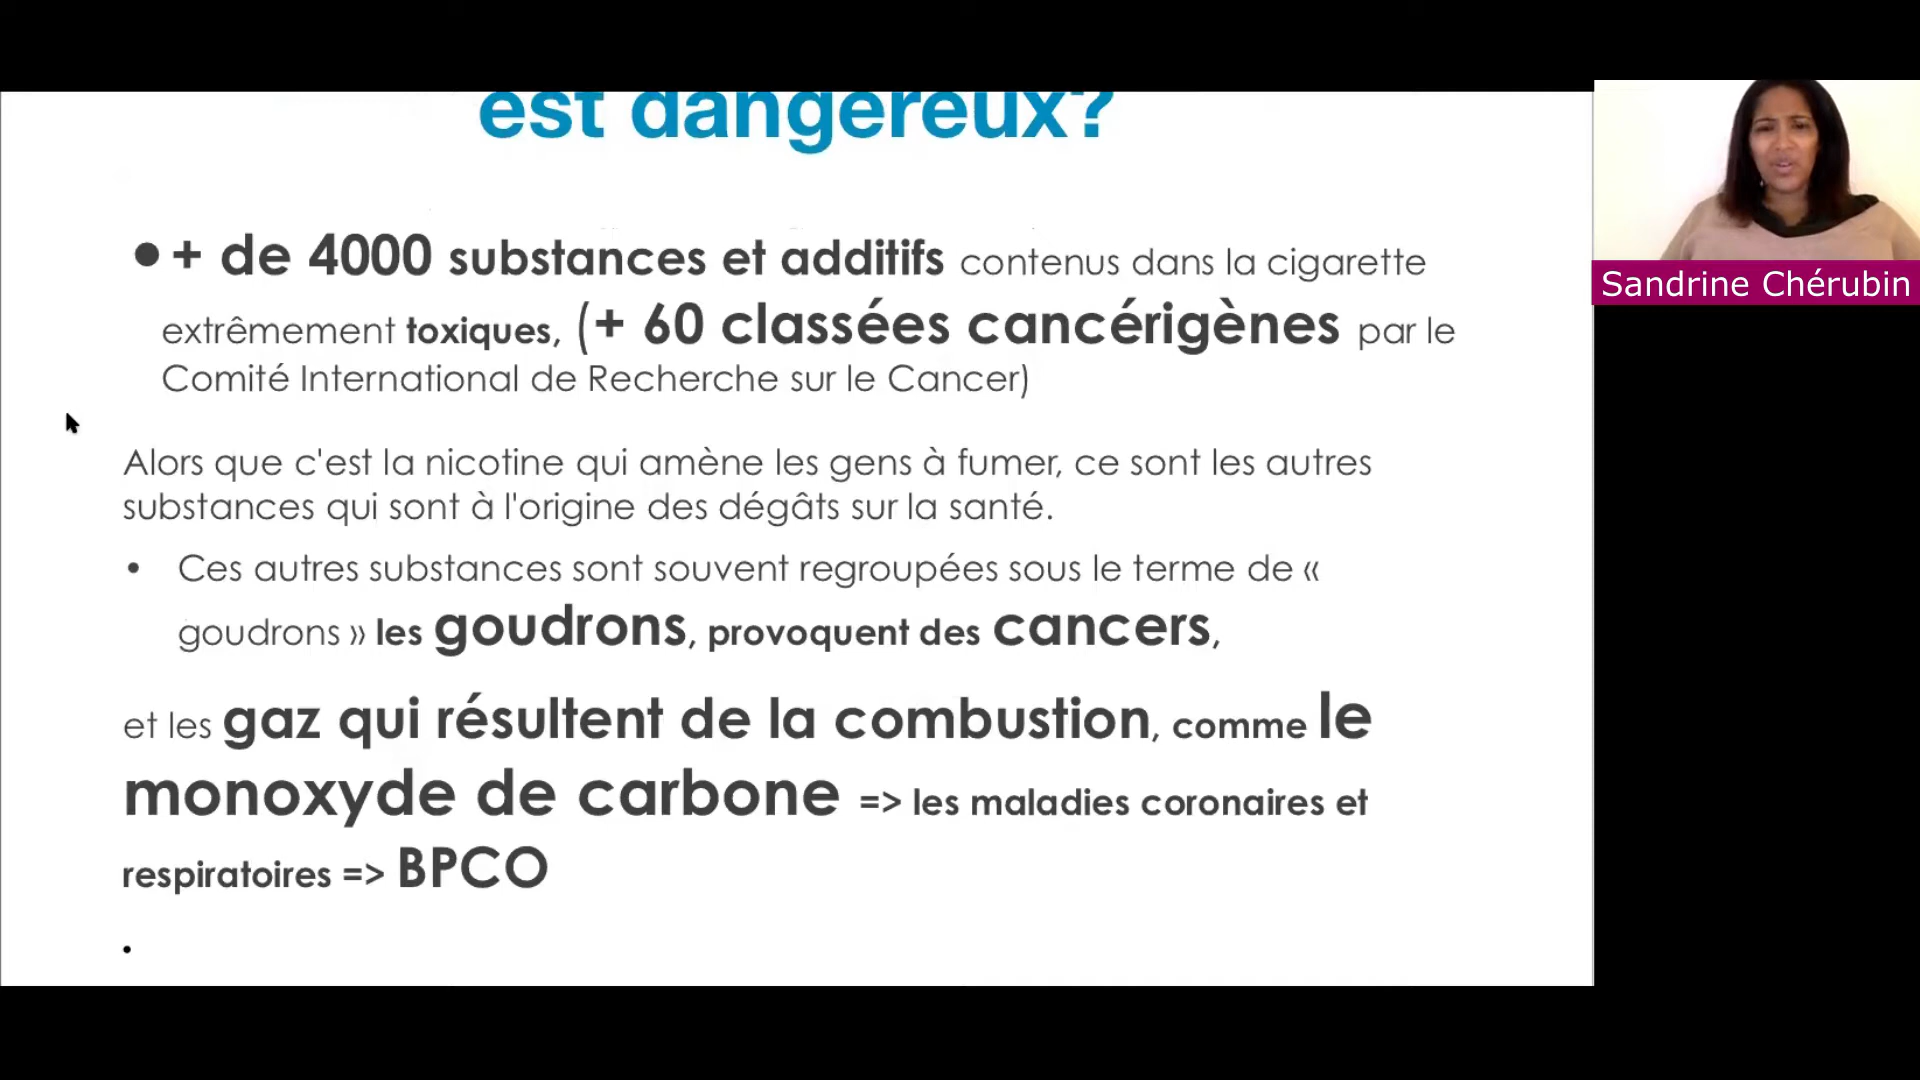 est dangereux?
• + de 4000 substances et additifs contenus dans la cigarette
extrêmement toxiques, (+ 60 classées cancérigènes par le
Comité International de Recherche sur le Cancer)
Alors que c'est la nicotine qui amène les gens à fumer, ce sont les autres
substances qui sont à l'origine des dégâts sur la santé.
• Ces autres substances sont souvent regroupées sous le terme de «
goudrons » les goudrons, provoquent des cancers,
et les gaz qui résultent de la combustion, comme le
monoxyde de carbone => les maladies coronaires et
respiratoires => BPCO
•
Sandrine Chérubin